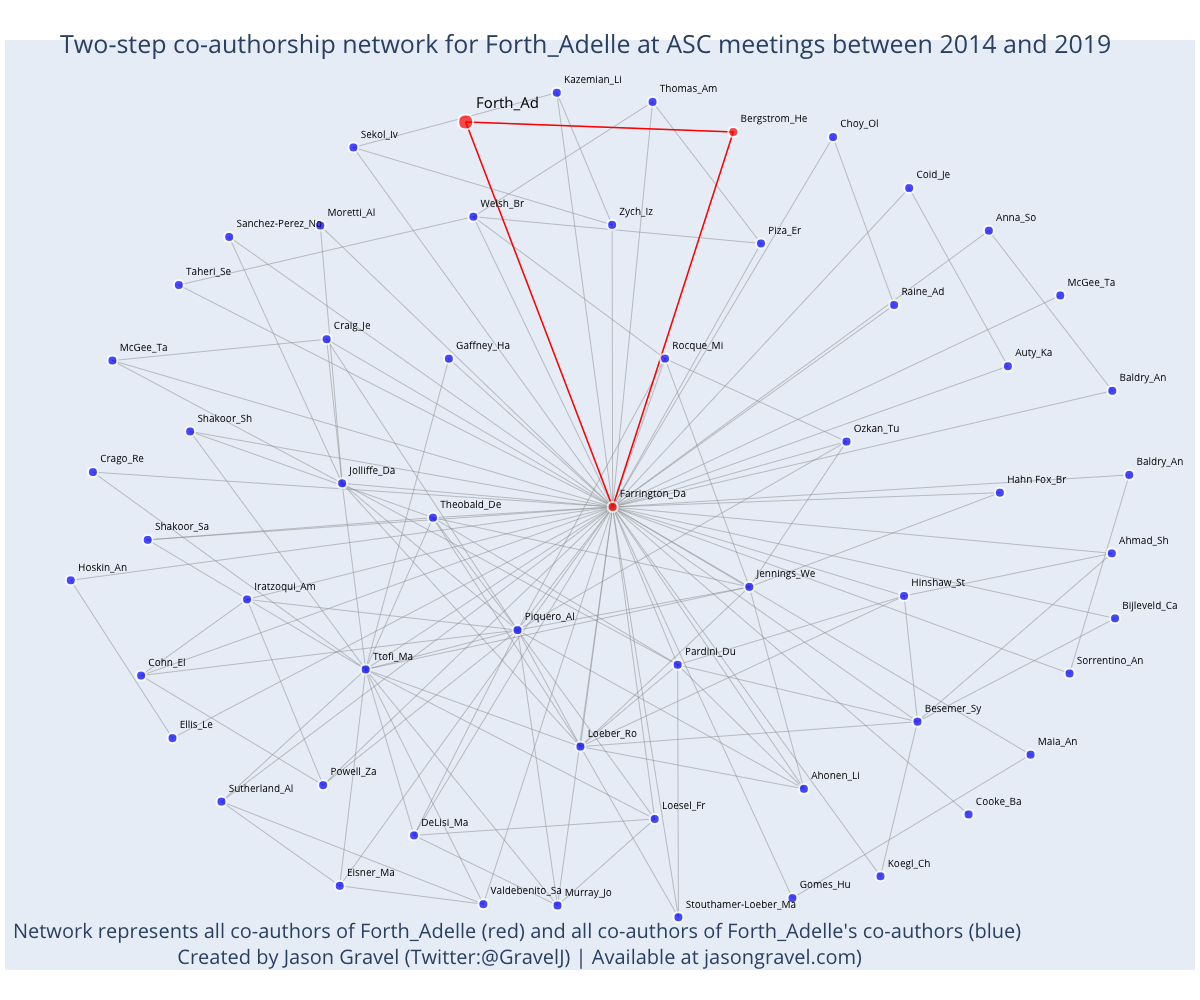 Two-step co-authorship network for Forth_Adelle at ASC meetings between 2014 and 2019
Kazemian_Li
Thomas_Am
Forth_Ad
Bergstrom_He
Choy_Ol
Sekol_Iv
Coid_Je
Welsh_Br
Zych_Iz
Moretti_Al
Anna_So
Sanchez-Perez_No
Piza_Er
Taheri_Se
McGee_Ta
Raine_Ad
Craig_Je
McGee_Ta
Gaffney_Ha
Rocque_Mi
Auty_Ka
Baldry_An
Shakoor_Sh
Ozkan_Tu
Crago_Re
Jolliffe_Da
Baldry_An
Hahn Fox_Br
Farrington_Da
Theobald_De
Shakoor_Sa
Ahmad_Sh
Hoskin_An
Jennings_We
Iratzoqui_Am
Hinshaw_St
Bijleveld_Ca
Piquero_Al
Pardini_Du
Ttofi_Ma
Cohn_El
Sorrentino_An
Besemer_Sy
Ellis_Le
Loeber_Ro
Maia_An
Powell_Za
Ahonen_Li
Sutherland_Al
Cooke_Ba
Loesel_Fr
DeLisi_Ma
Koegl_Ch
Eisner_Ma
Gomes_Hu
Valdebenito_Sa
Murray_Jo
Stouthamer-Loeber_Ma
Network represents all co-authors of Forth_Adelle (red) and all co-authors of Forth_Adelle's co-authors (blue)
Created by Jason Gravel (Twitter:@GravelJ) | Available at jasongravel.com)